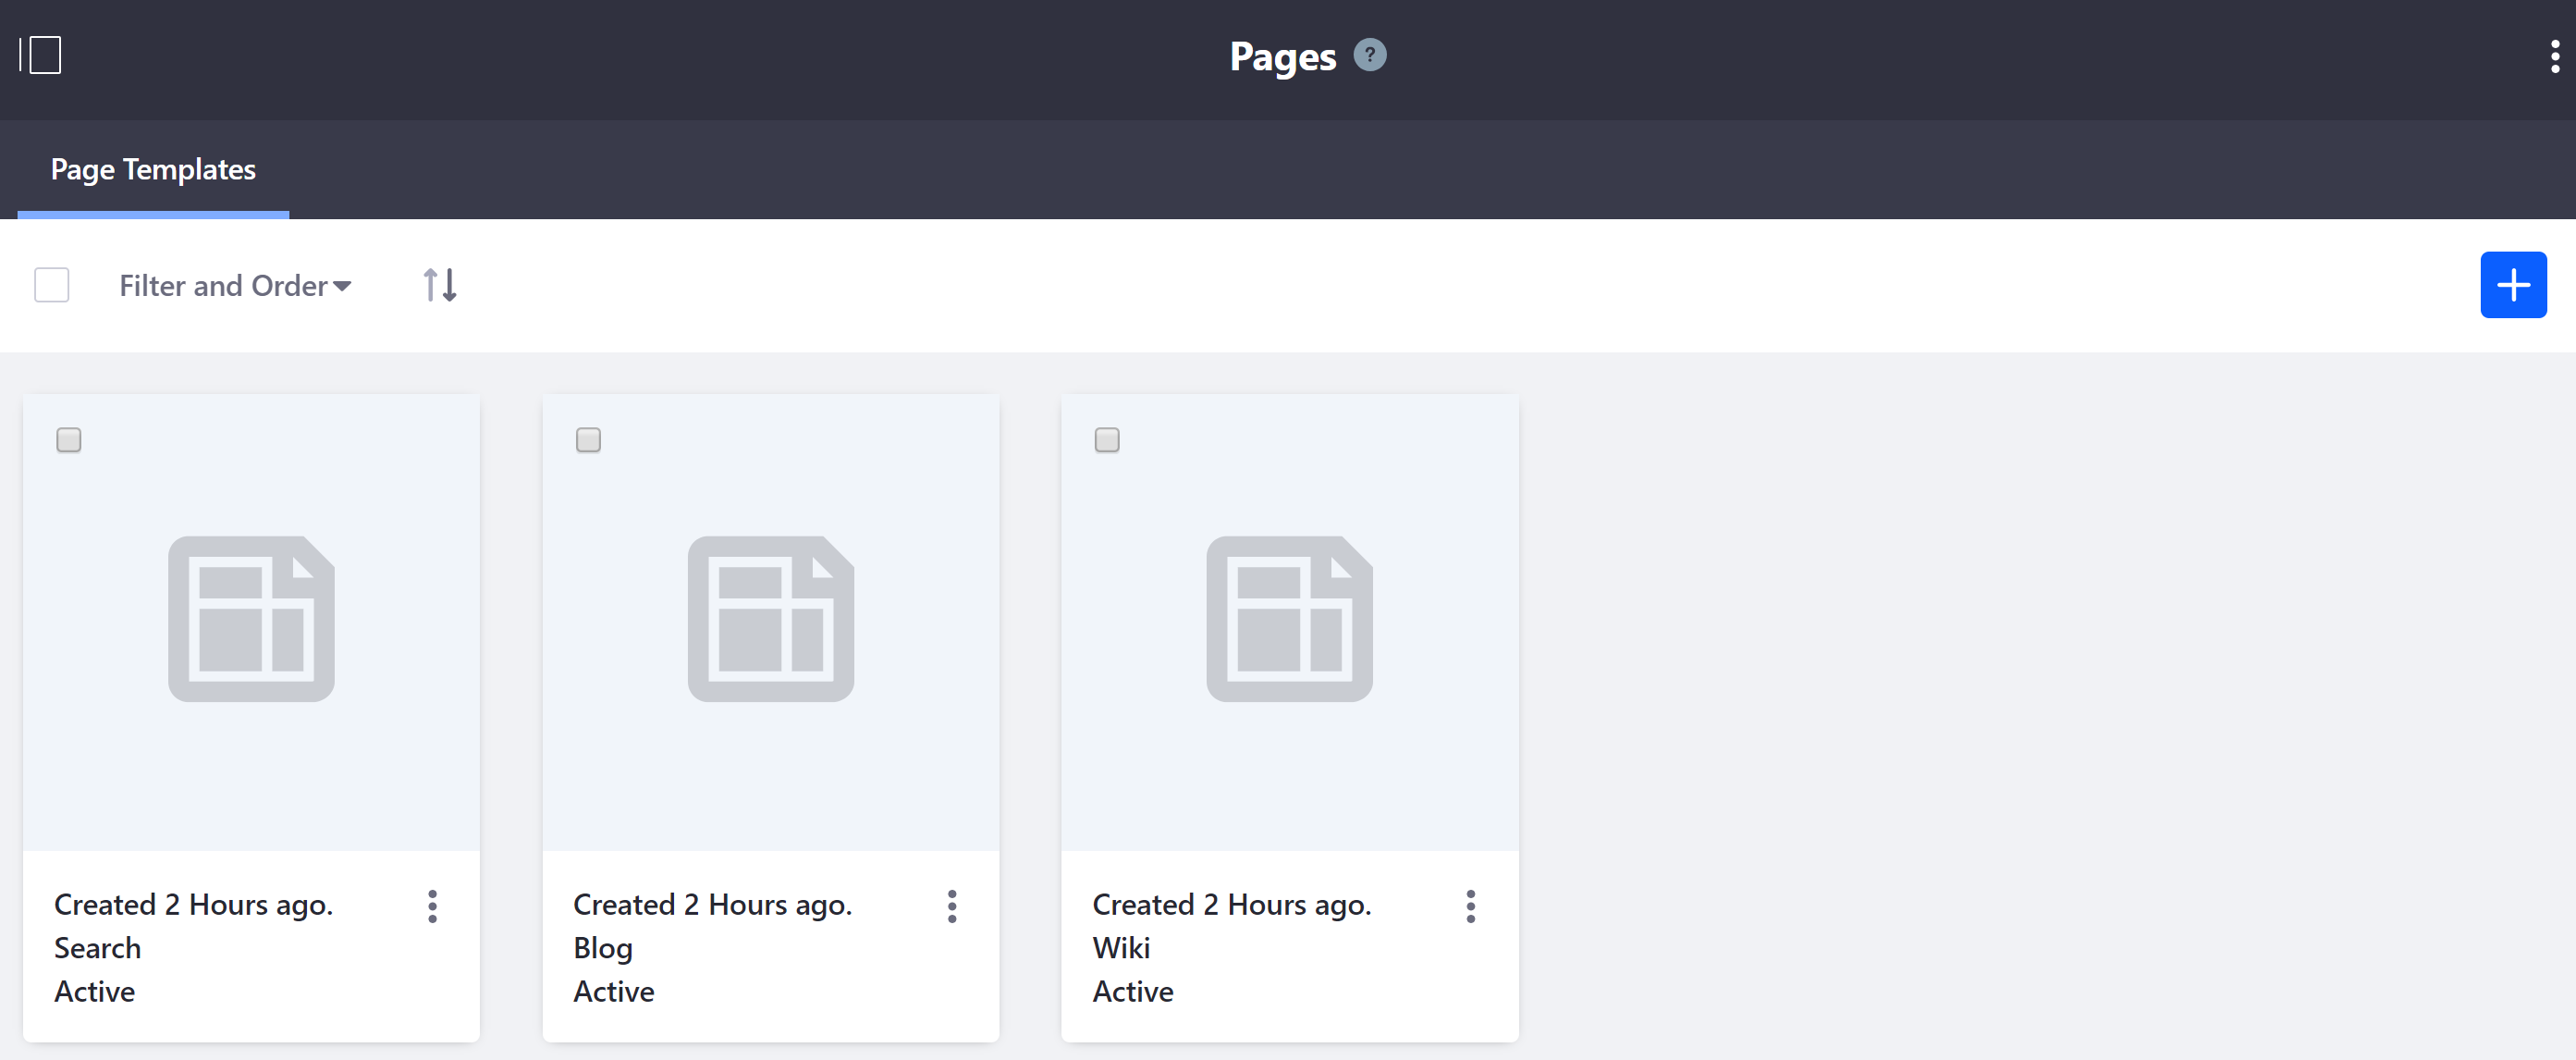 Pages ?
Page Templates
Filter and Order
Created 2 Hours ago.
Search
Active
Created 2 Hours ago.
Blog
Active
Created 2 Hours ago.
Wiki
Active